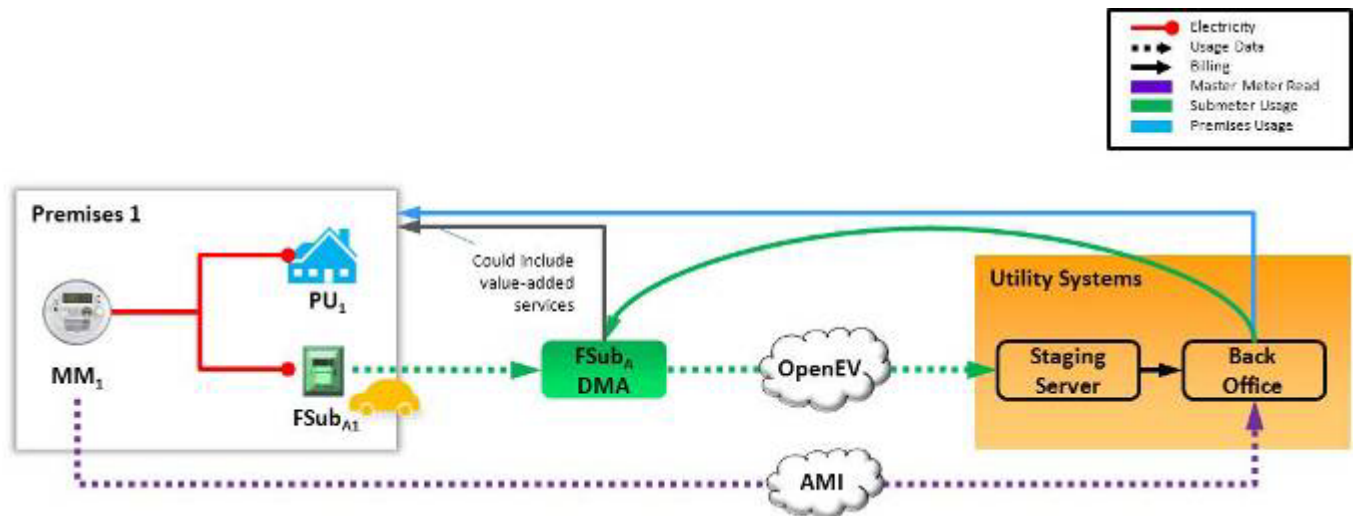 Electricity
Usage Data
Billing
Master Meter Read
Submeter Usage
Premises Usage
Premises 1
PU1
MM1
FSubA1
Could include
value-added
services
FSubA
DMA
OpenEV
AMI
Utility Systems
Staging
Server
Back
Office